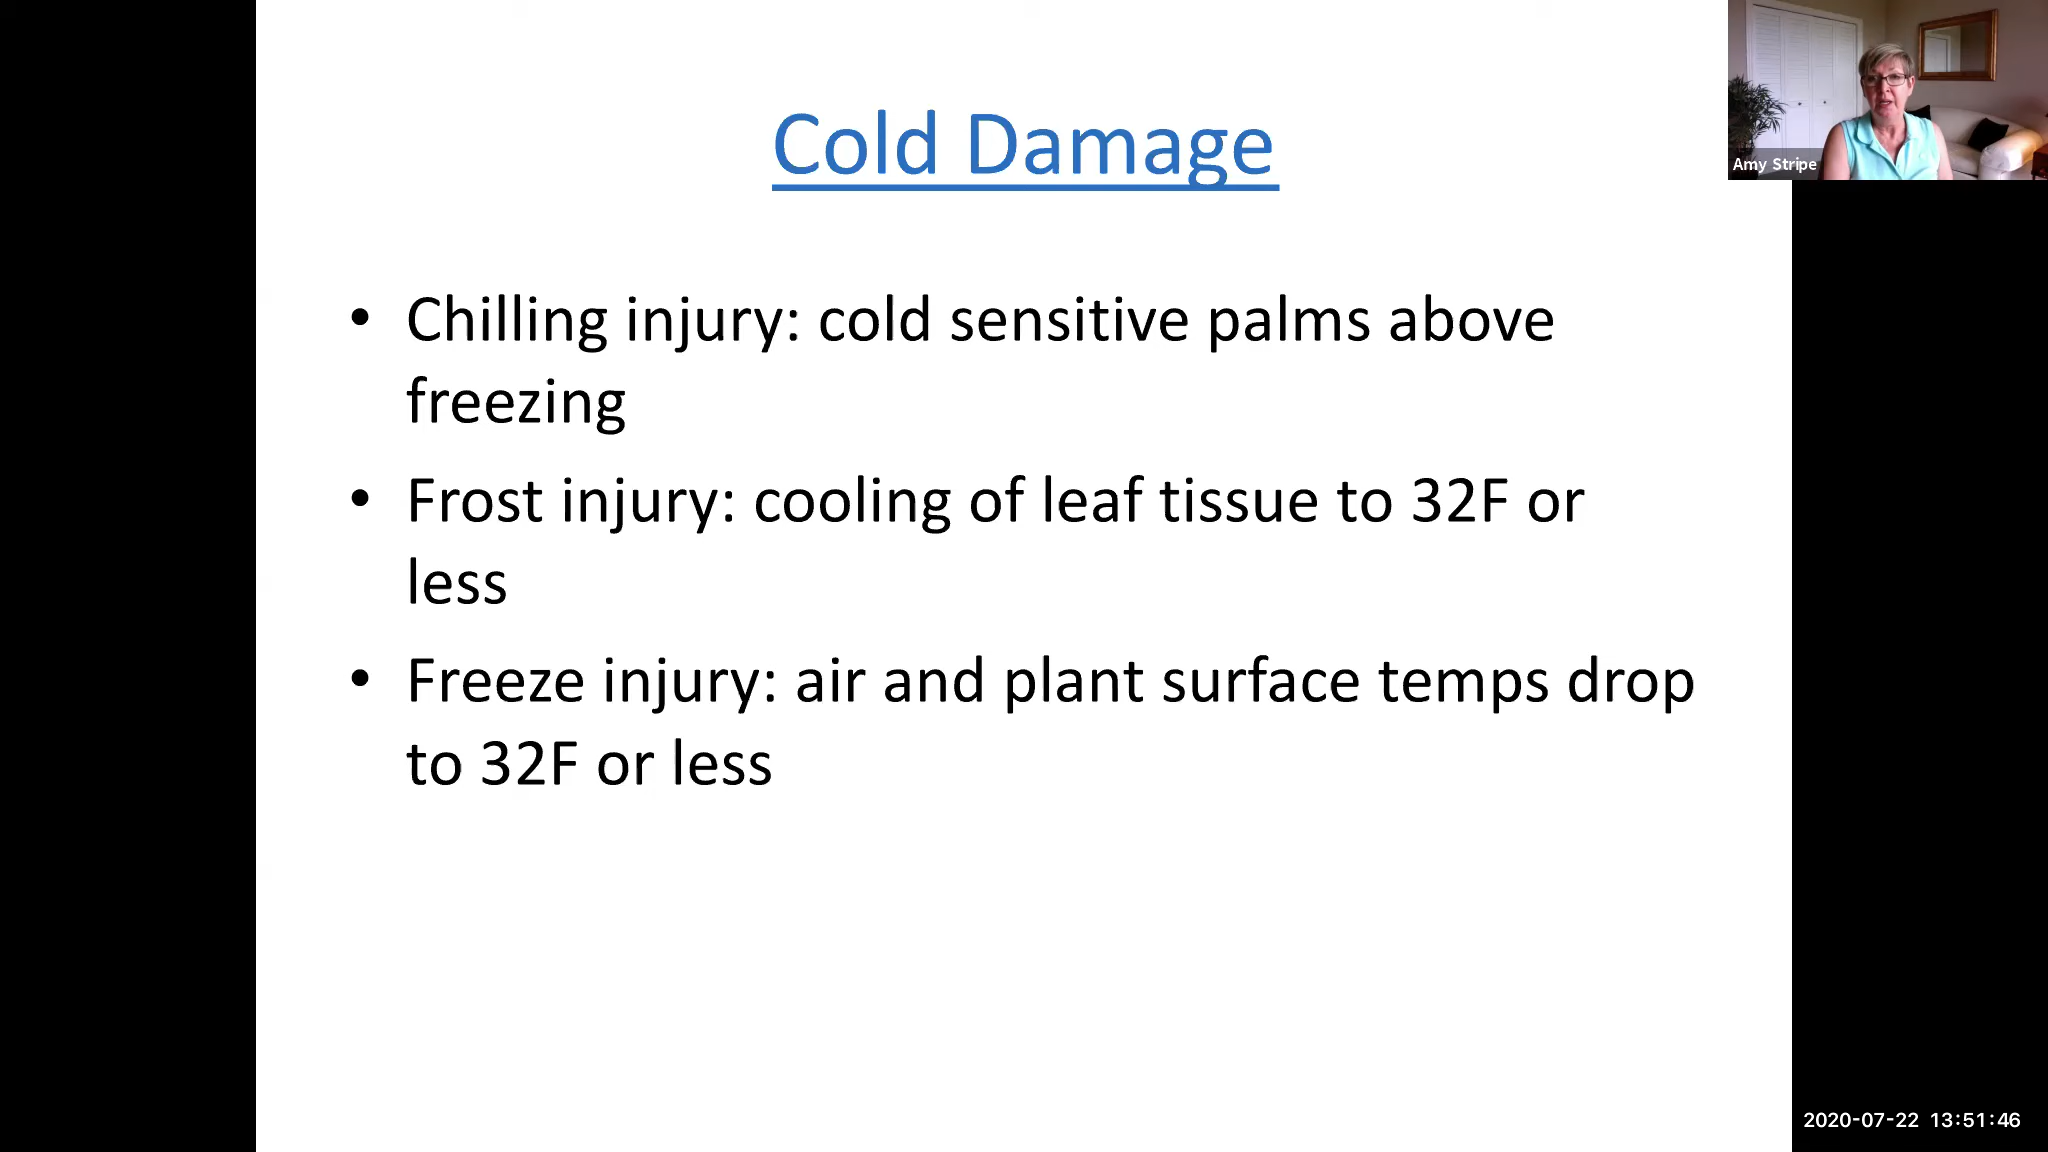 Cold Damage
• Chilling injury: cold sensitive palms above
freezing
• Frost injury: cooling of leaf tissue to 32F or
less
• Freeze injury: air and plant surface temps drop
to 32F or less
Amy Stripe
2020-07-22 13:51:46